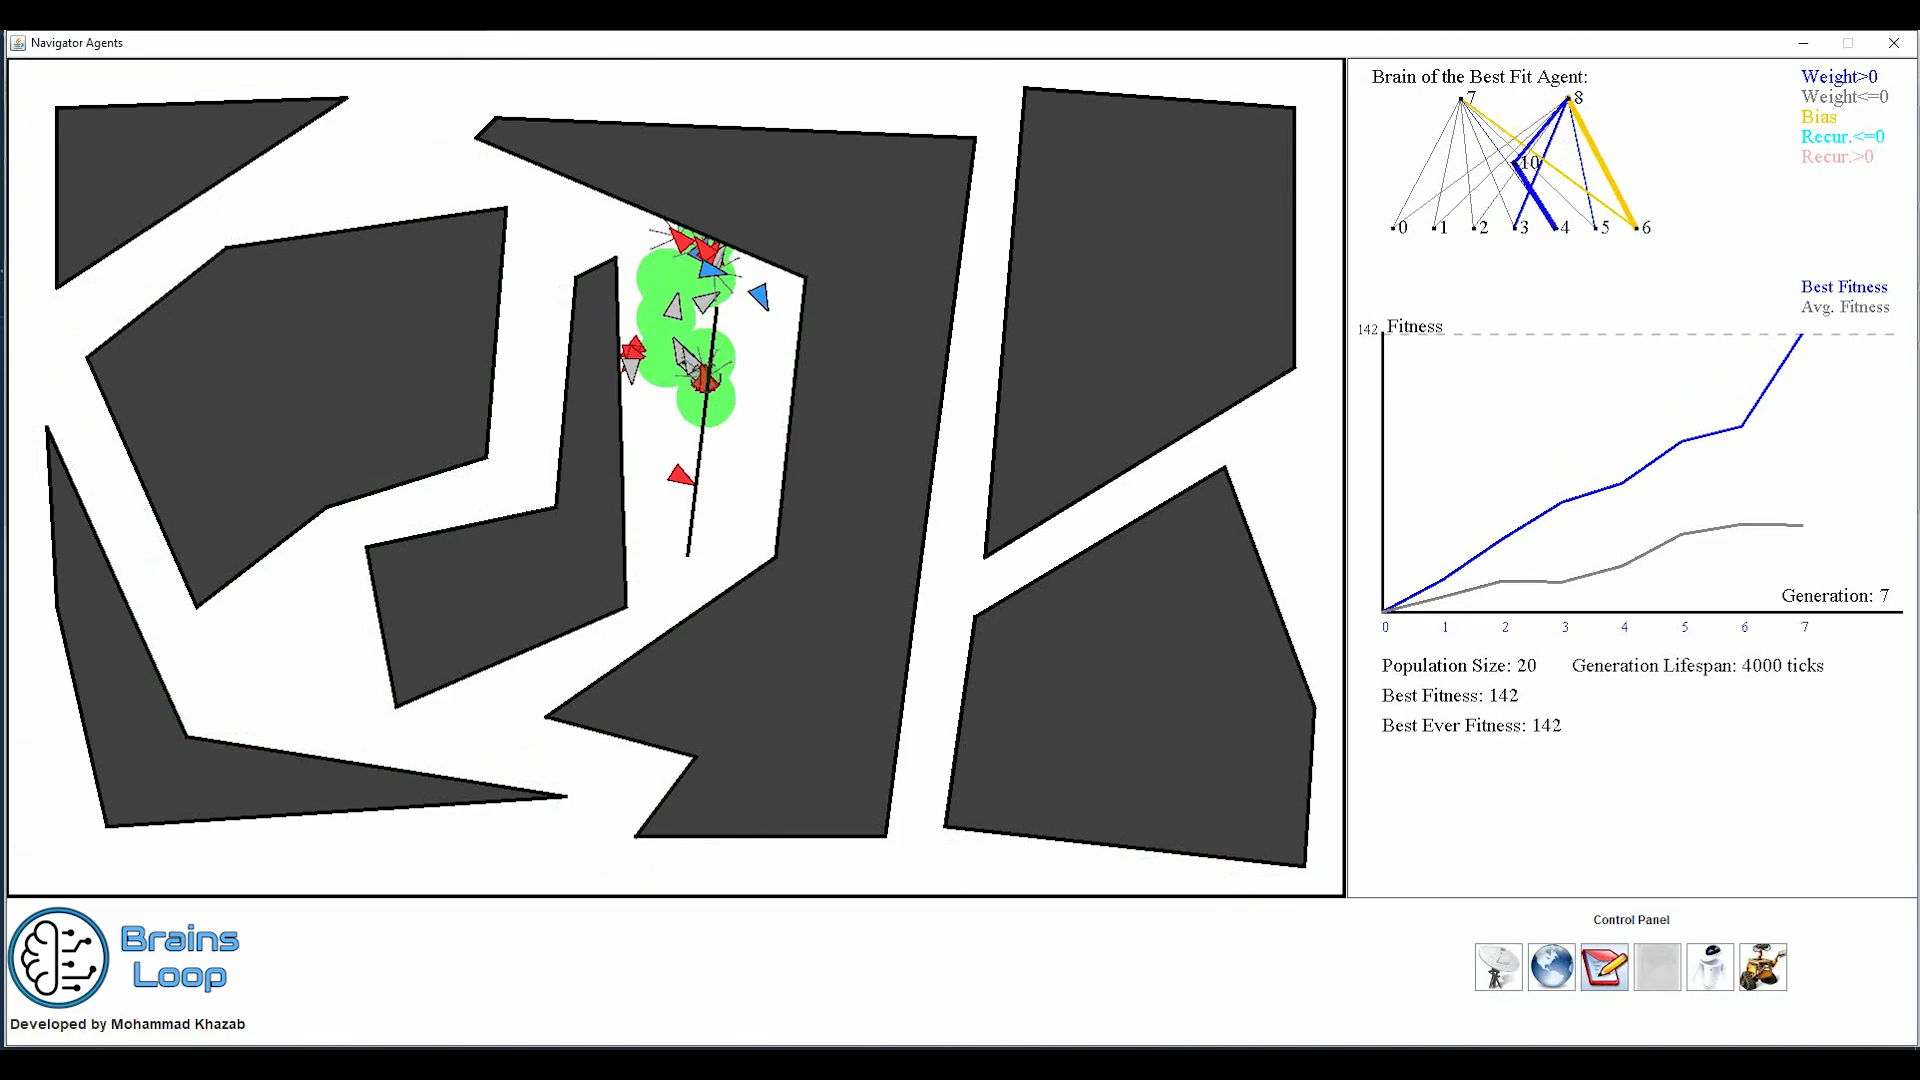 Navigator Agents
Brain of the Best Fit Agent:
Weight>0
Weight<=0
Bias
Recur.<=0
Recur.>0
7
8
10
0 1 2 3 4 5 6
Best Fitness
Avg. Fitness
142 Fitness
Generation: 7
0 1 2 3 4 5 6 7
Population Size: 20 Generation Lifespan: 4000 ticks
Best Fitness: 142
Best Ever Fitness: 142
Control Panel
Brains
Loop
Developed by Mohammad Khazab